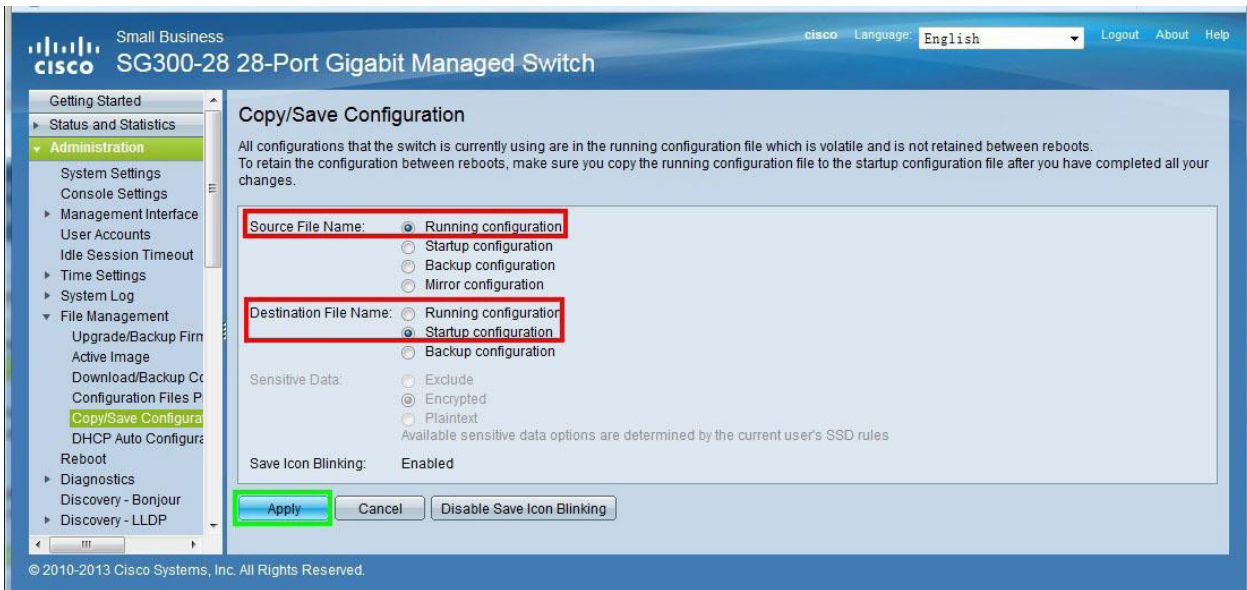 Small Business
cisco Language: English Logout About Help
CISCO SG300-28 28-Port Gigabit Managed Switch
Getting Started
Status and Statistics
Administration
System Settings
Console Settings
Management Interface
User Accounts
Idle Session Timeout
Time Settings
System Log
File Management
Upgrade/Backup Firm
Active Image
Download/Backup Co
Configuration Files P
Copy/Save Configura
DHCP Auto Configura
Reboot
Diagnostics
Discovery - Bonjour
Discovery - LLDP
Copy/Save Configuration
All configurations that the switch is currently using are in the running configuration file which is volatile and is not retained between reboots.
To retain the configuration between reboots, make sure you copy the running configuration file to the startup configuration file after you have completed all your
changes.
Source File Name: Running configuration
Startup configuration
Backup configuration
Mirror configuration
Destination File Name: Running configuration
Startup configuration
Backup configuration
Sensitive Data: Exclude
Encrypted
Plaintext
Available sensitive data options are determined by the current user's SSD rules
Save Icon Blinking: Enabled
Apply Cancel Disable Save Icon Blinking
© 2010-2013 Cisco Systems, Inc. All Rights Reserved.